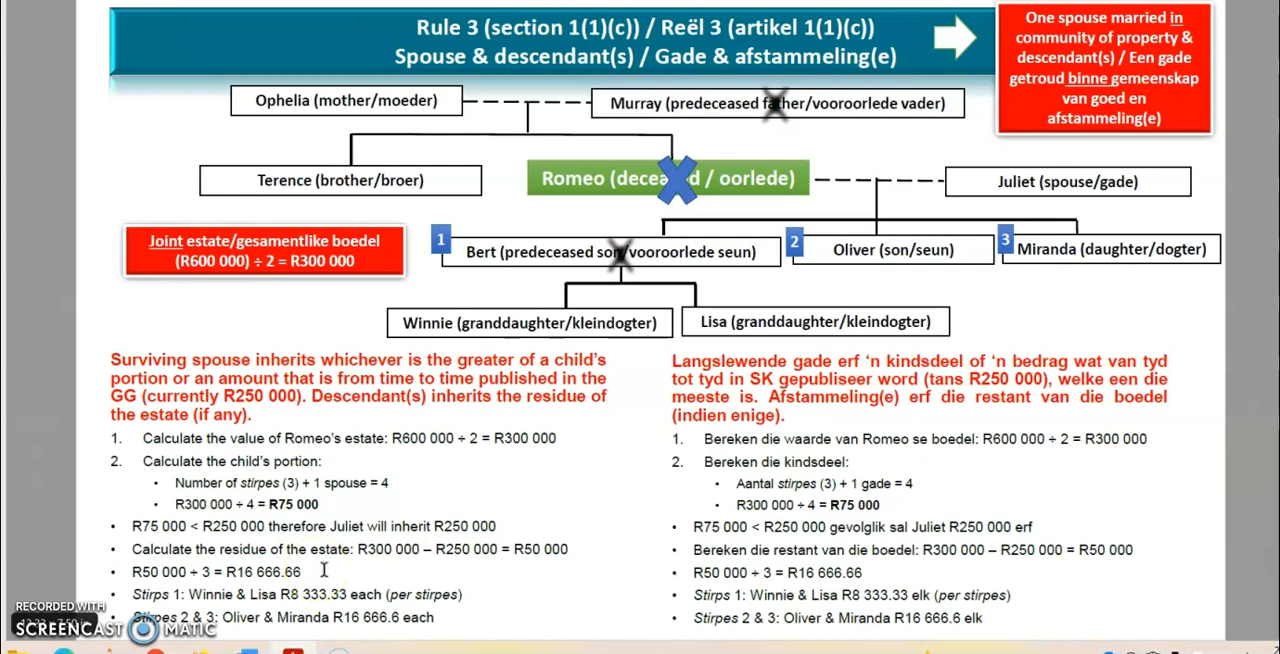 Rule 3 (section 1(1)(c)) / Reël 3 (artikel 1(1)(c))
Spouse & descendant(s) / Gade & afstammeling(e)
One spouse married in
community of property &
descendant(s) / Een gade
getroud binne gemeenskap
van goed en
afstammeling(e)
Ophelia (mother/moeder)
Murray (predeceased father/vooroorlede vader)
Terence (brother/broer)
Romeo (deceased / oorlede)
Juliet (spouse/gade)
Joint estate/gesamentlike boedel
(R600 000) ÷ 2 = R300 000
1
Bert (predeceased son/vooroorlede seun)
2
Oliver (son/seun)
3
Miranda (daughter/dogter)
Winnie (granddaughter/kleindogter)
Lisa (granddaughter/kleindogter)
Surviving spouse inherits whichever is the greater of a child's
portion or an amount that is from time to time published in the
GG (currently R250 000). Descendant(s) inherits the residue of
the estate (if any).
1. Calculate the value of Romeo's estate: R600 000 ÷ 2 = R300 000
2. Calculate the child's portion:
• Number of stirpes (3) + 1 spouse = 4
• R300 000 ÷ 4 = R75 000
• R75 000 < R250 000 therefore Juliet will inherit R250 000
• Calculate the residue of the estate: R300 000 – R250 000 = R50 000
• R50 000 ÷ 3 = R16 666.66
• Stirps 1: Winnie & Lisa R8 333.33 each (per stirpes)
• Stirpes 2 & 3: Oliver & Miranda R16 666.6 each
Langslewende gade erf 'n kindsdeel of 'n bedrag wat van tyd
tot tyd in SK gepubliseer word (tans R250 000), welke een die
meeste is. Afstammeling(e) erf die restant van die boedel
(indien enige).
1. Bereken die waarde van Romeo se boedel: R600 000 ÷ 2 = R300 000
2. Bereken die kindsdeel:
• Aantal stirpes (3) + 1 gade = 4
• R300 000 ÷ 4 = R75 000
• R75 000 < R250 000 gevolglik sal Juliet R250 000 erf
• Bereken die restant van die boedel: R300 000 – R250 000 = R50 000
• R50 000 ÷ 3 = R16 666.66
• Stirps 1: Winnie & Lisa R8 333.33 elk (per stirpes)
• Stirpes 2 & 3: Oliver & Miranda R16 666.6 elk
RECORDED WITH
SCREENCAST MATIC